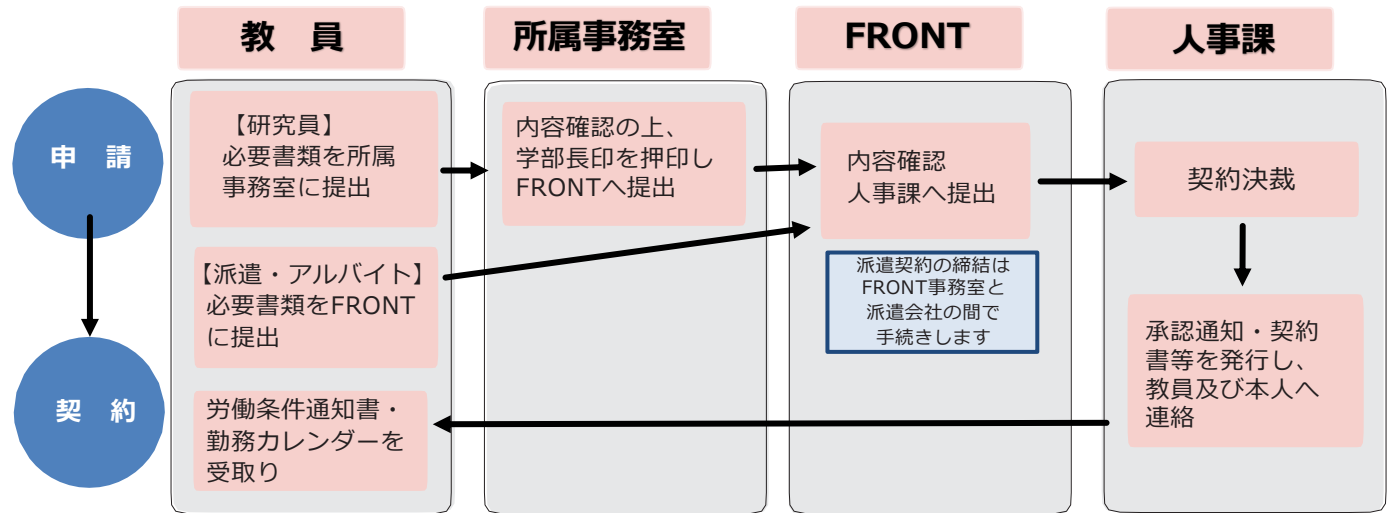 教　員
所属事務室
FRONT
人事課
申　請
【研究員】
必要書類を所属
事務室に提出
内容確認の上、
学部長印を押印し
FRONTへ提出
内容確認
人事課へ提出
契約決裁
【派遣・アルバイト】
必要書類をFRONT
に提出
派遣契約の締結は
FRONT事務室と
派遣会社の間で
手続きします
承認通知・契約
書等を発行し、
教員及び本人へ
連絡
契　約
労働条件通知書・
勤務カレンダーを
受取り